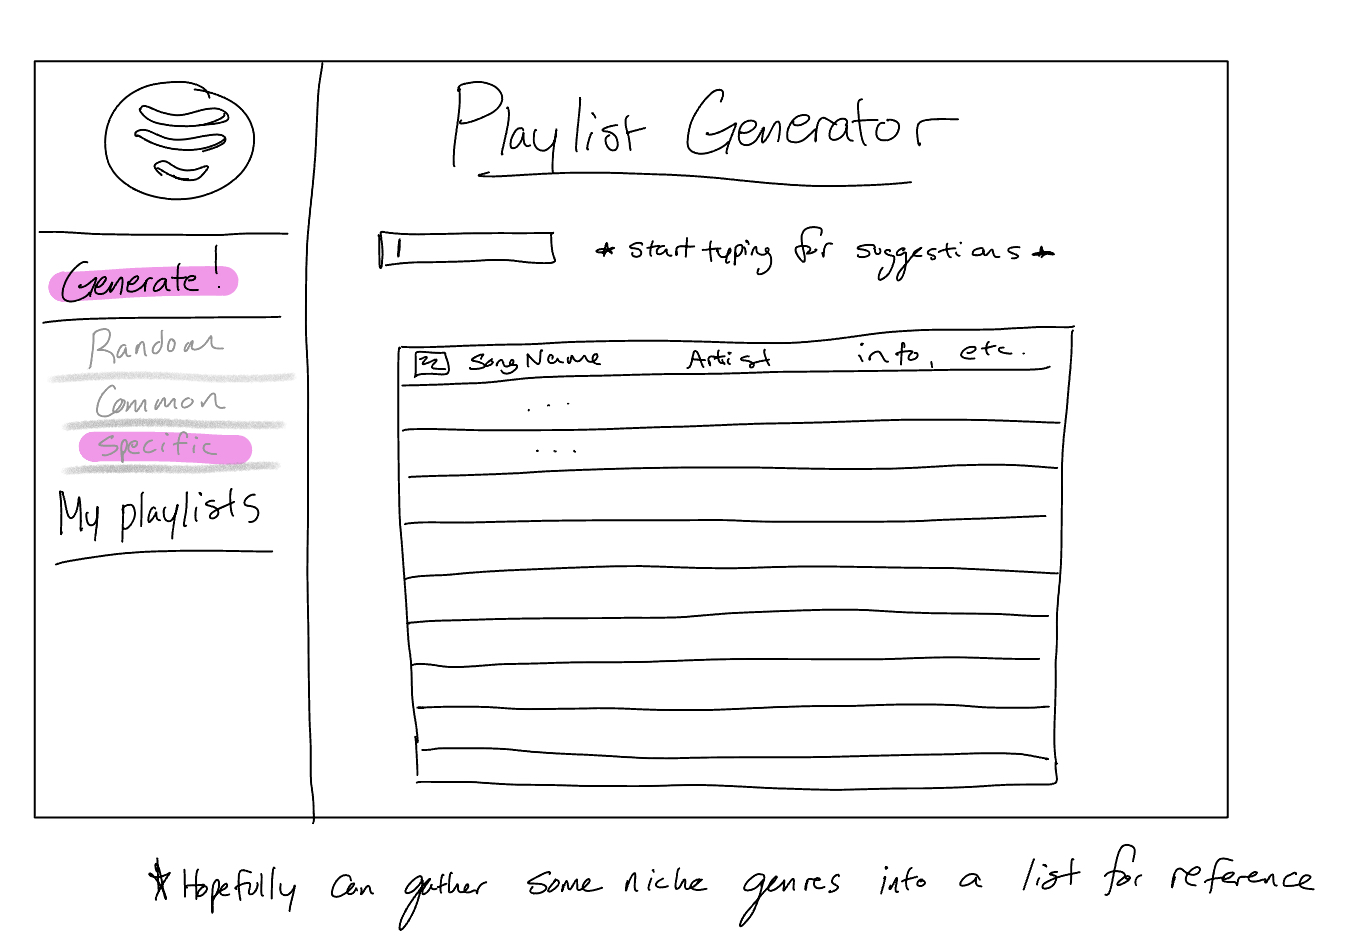 Playlist Generator
Generate!
Random
Common
Specific
My playlists
* start typing for suggestions *
Song Name Artist info, etc.
...
...
* Hopefully can gather some niche genres into a list for reference